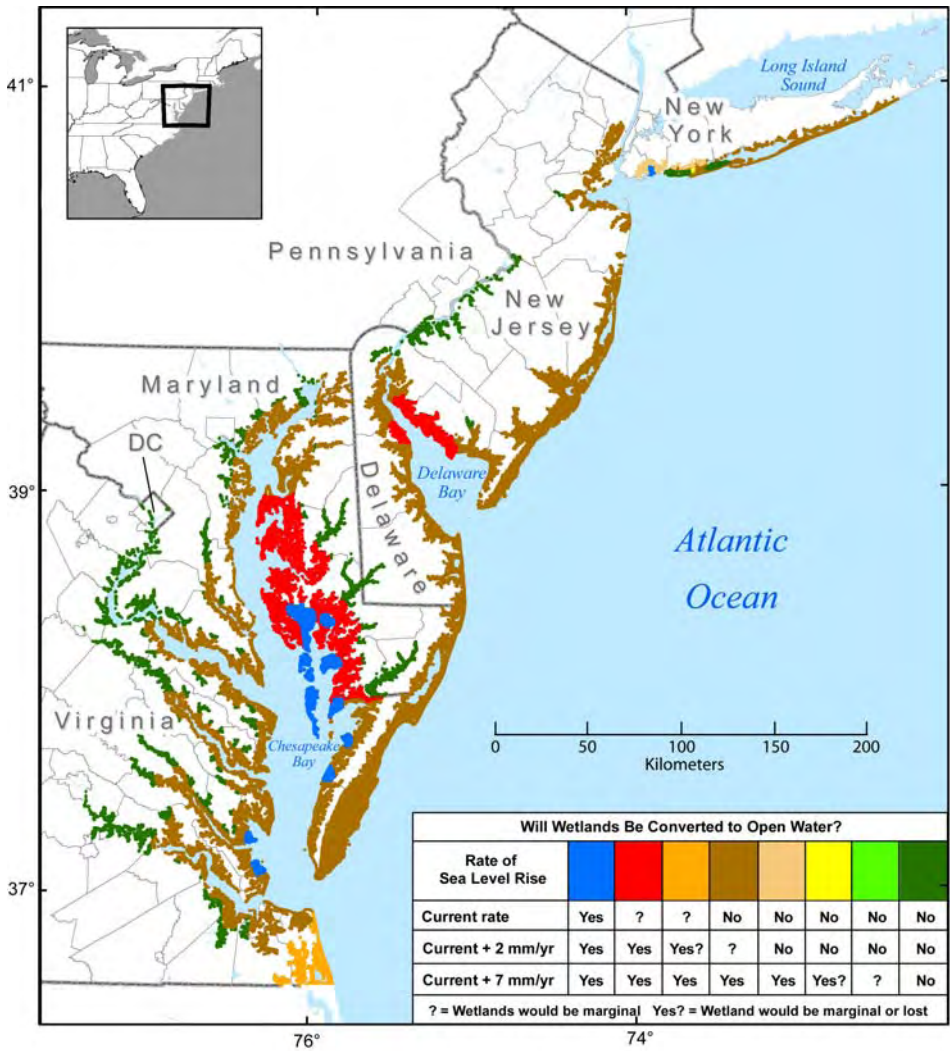 41°
39°
37°
76°
74°
Long Island
Sound
New
York
Pennsylvania
New
Jersey
Maryland
DC
Delaware
Delaware
Bay
Atlantic
Ocean
Virginia
Chesapeake
Bay
0 50 100 150 200
Kilometers
Will Wetlands Be Converted to Open Water?
Rate of
Sea Level Rise
Current rate Yes ? ? No No No No No
Current + 2 mm/yr Yes Yes Yes? ? No No No No
Current + 7 mm/yr Yes Yes Yes Yes Yes Yes? ? No
? = Wetlands would be marginal Yes? = Wetland would be marginal or lost